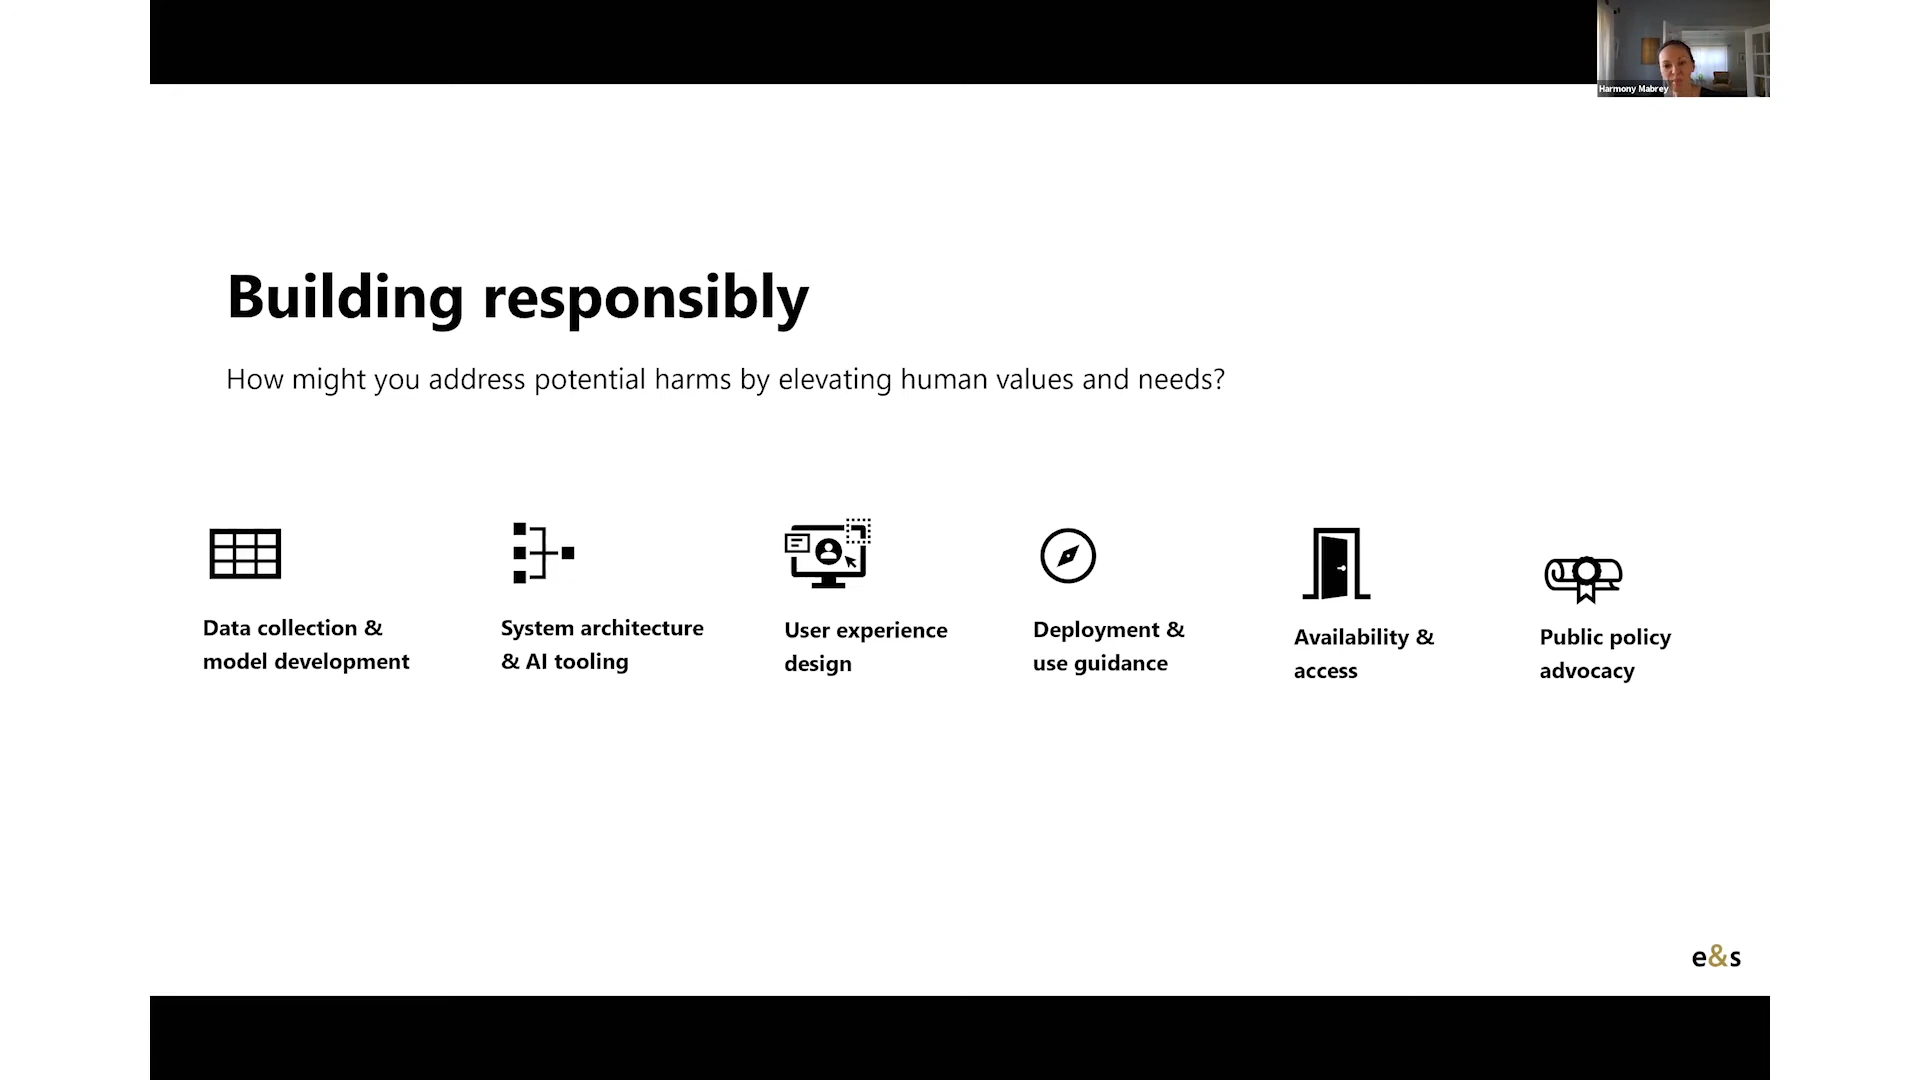 Harmony Mabrey
Building responsibly
How might you address potential harms by elevating human values and needs?
Data collection &
model development
System architecture
& AI tooling
User experience
design
Deployment &
use guidance
Availability &
access
Public policy
advocacy
e&s